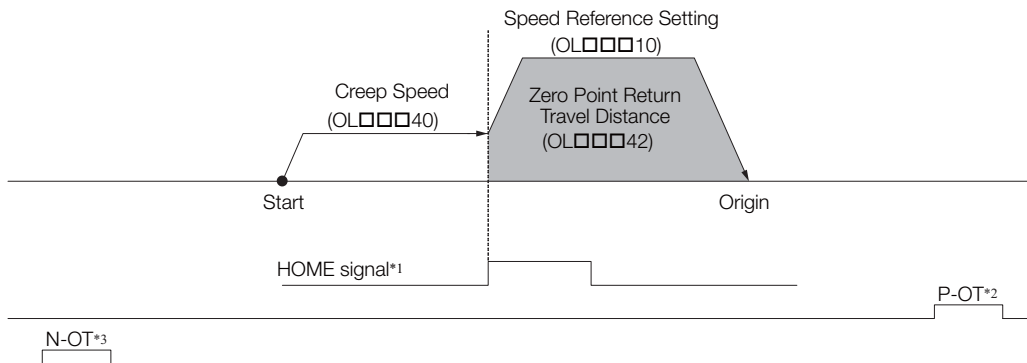 Speed Reference Setting
(OL□□□10)
Creep Speed
(OL□□□40)
Zero Point Return
Travel Distance
(OL□□□42)
Start
Origin
HOME signal*1
P-OT*2
N-OT*3